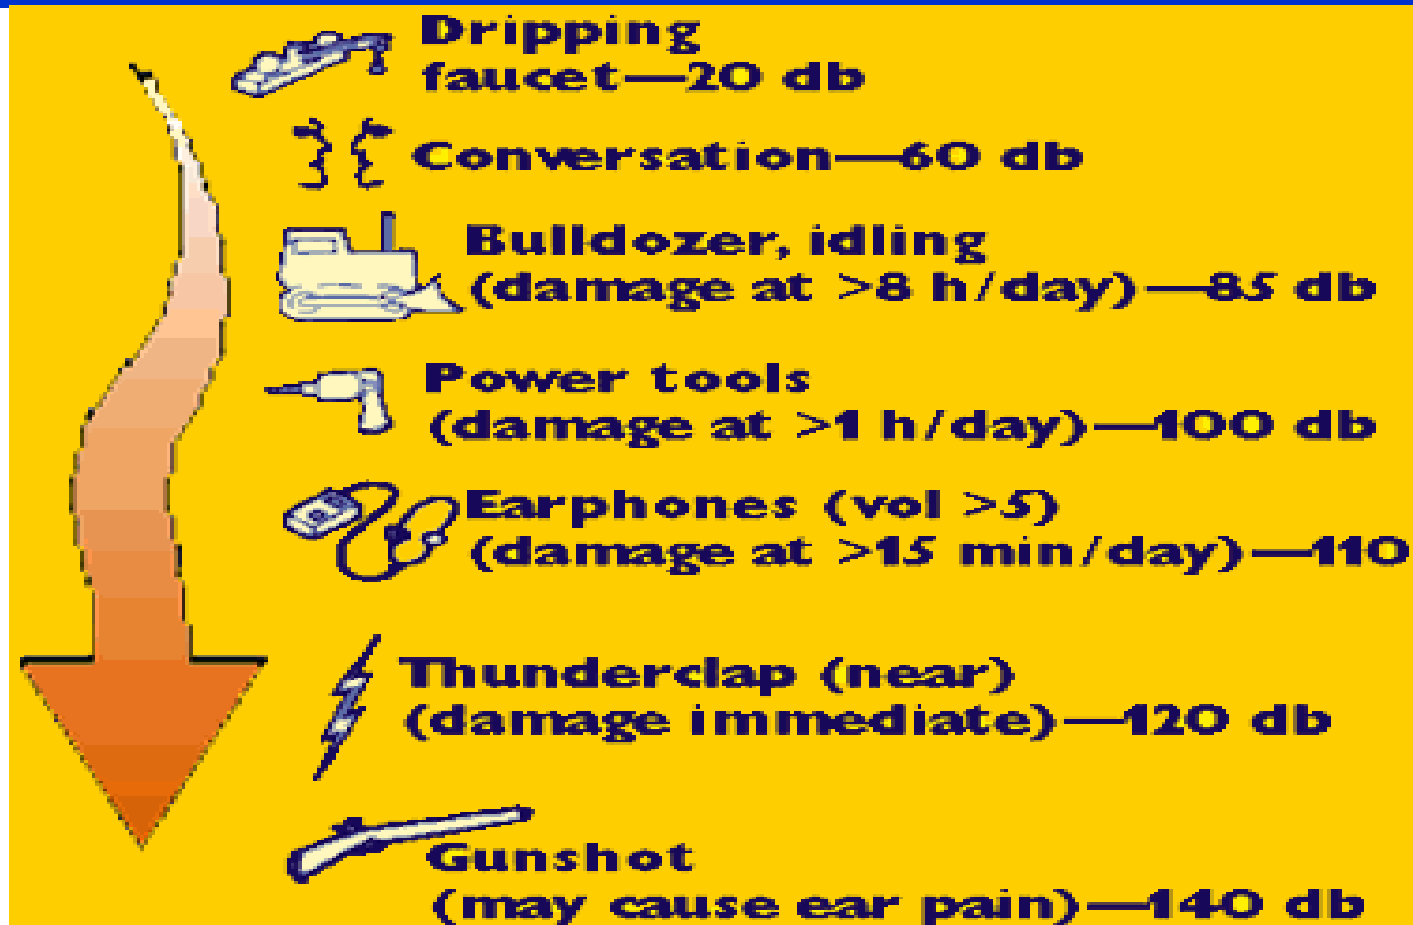 Dripping
faucet—20 db
Conversation—60 db
Bulldozer, idling
(damage at >8 h/day)—85 db
Power tools
(damage at >1 h/day)—100 db
Earphones (vol >5)
(damage at >15 min/day)—110
Thunderclap (near)
(damage immediate)—120 db
Gunshot
(may cause ear pain)—140 db